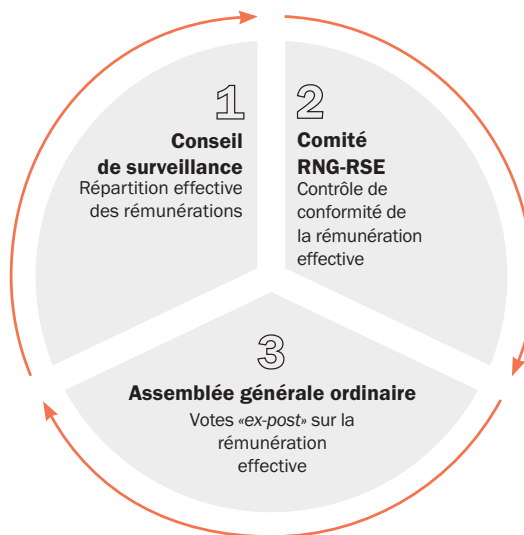 1
Conseil
de surveillance
Répartition effective
des rémunérations
2
Comité
RNG-RSE
Contrôle de
conformité de
la rémunération
effective
3
Assemblée générale ordinaire
Votes «ex-post» sur la
rémunération
effective